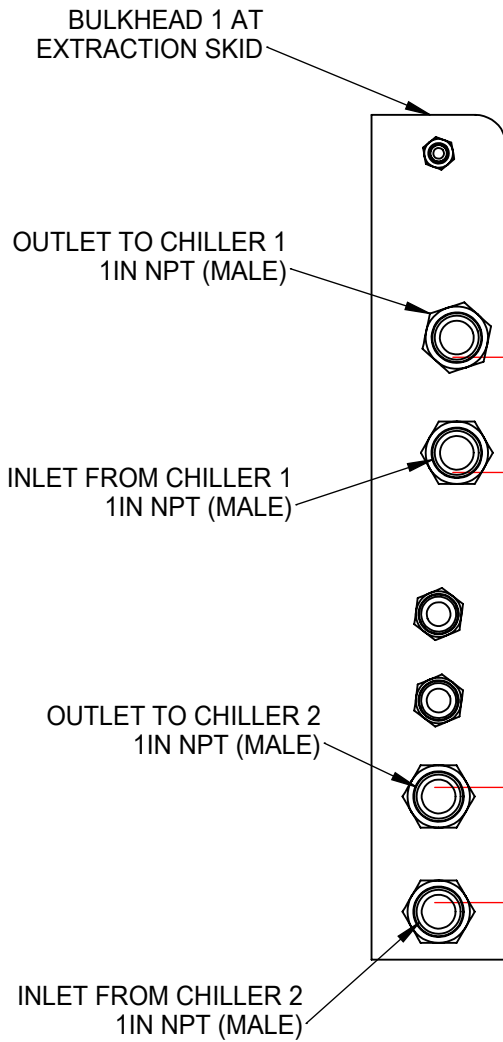 BULKHEAD 1 AT
EXTRACTION SKID
OUTLET TO CHILLER 1
1IN NPT (MALE)
INLET FROM CHILLER 1
1IN NPT (MALE)
OUTLET TO CHILLER 2
1IN NPT (MALE)
INLET FROM CHILLER 2
1IN NPT (MALE)